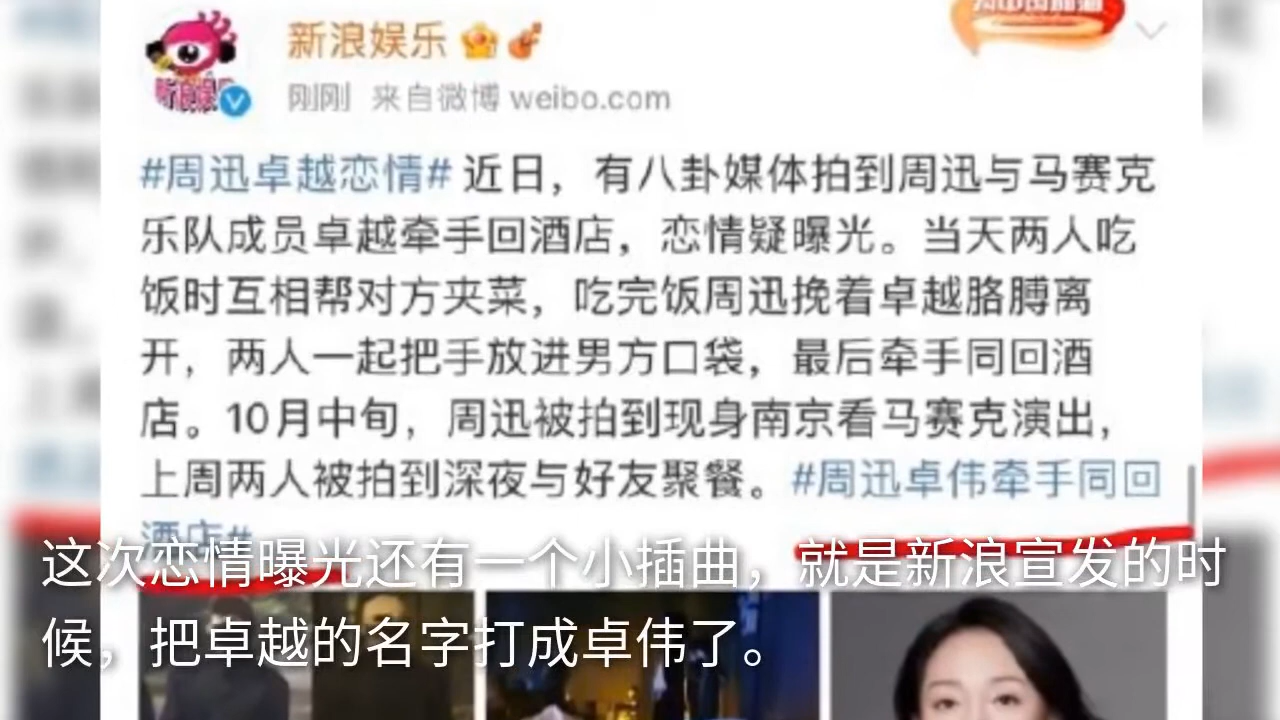 新浪娱乐
刚刚 来自微博 weibo.com
#周迅卓越恋情# 近日，有八卦媒体拍到周迅与马赛克
乐队成员卓越牵手回酒店，恋情疑曝光。当天两人吃
饭时互相帮对方夹菜，吃完饭周迅挽着卓越胳膊离
开，两人一起把手放进男方口袋，最后牵手同回酒
店。10月中旬，周迅被拍到现身南京看马赛克演出，
上周两人被拍到深夜与好友聚餐。#周迅卓伟牵手同回
酒店#
这次恋情曝光还有一个小插曲，就是新浪宣发的时
候，把卓越的名字打成卓伟了。